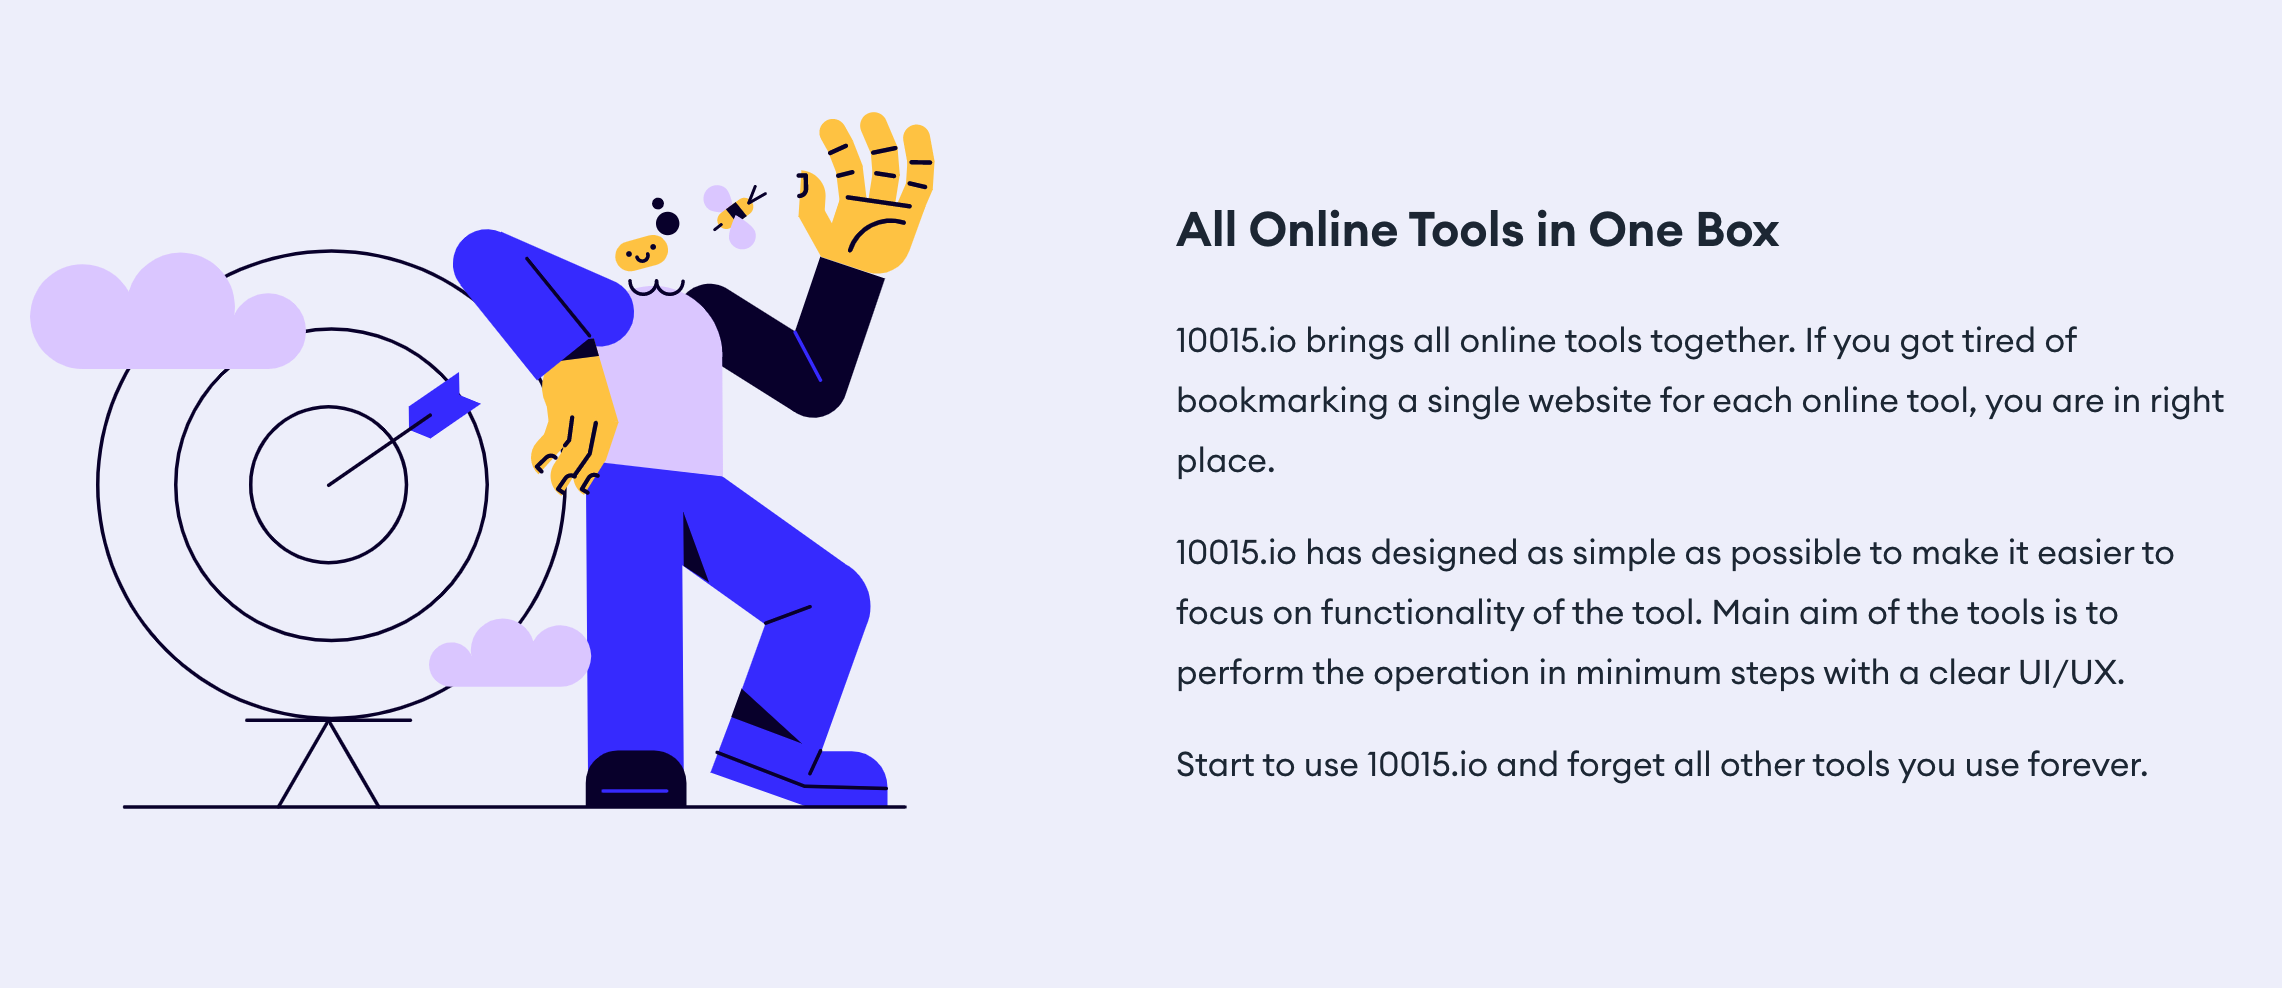 All Online Tools in One Box
10015.io brings all online tools together. If you got tired of
bookmarking a single website for each online tool, you are in right
place.
10015.io has designed as simple as possible to make it easier to
focus on functionality of the tool. Main aim of the tools is to
perform the operation in minimum steps with a clear UI/UX.
Start to use 10015.io and forget all other tools you use forever.